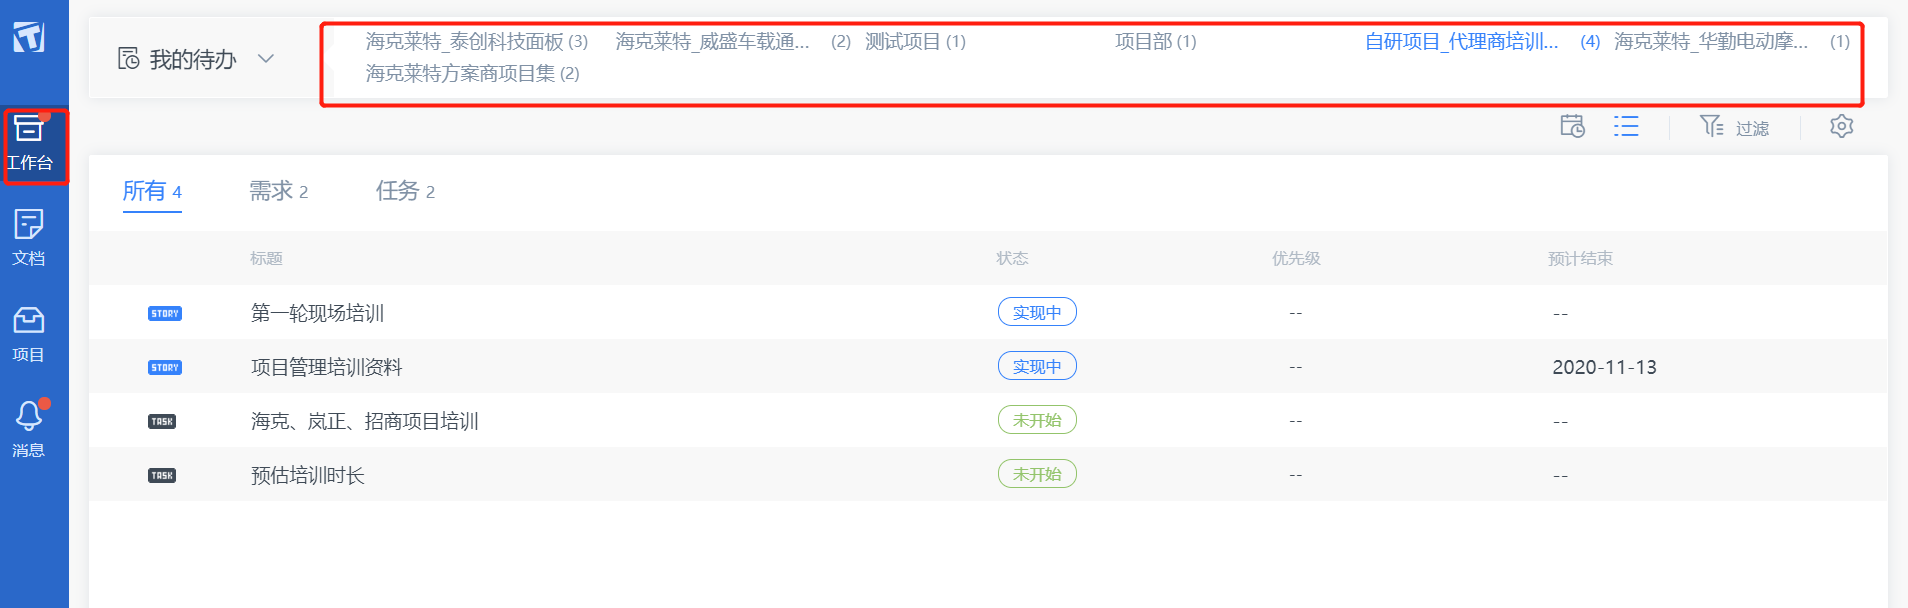 我的待办
海克莱特_泰创科技面板 (3) 海克莱特_威盛车载通... (2) 测试项目 (1) 项目部 (1) 自研项目_代理商培训... (4) 海克莱特_华勤电动摩... (1)
海克莱特方案商项目集 (2)
过滤
工作台
文档
项目
消息
所有 4 需求 2 任务 2
标题 状态 优先级 预计结束
STORY 第一轮现场培训 实现中 -- --
STORY 项目管理培训资料 实现中 -- 2020-11-13
TASK 海克、岚正、招商项目培训 未开始 -- --
TASK 预估培训时长 未开始 -- --